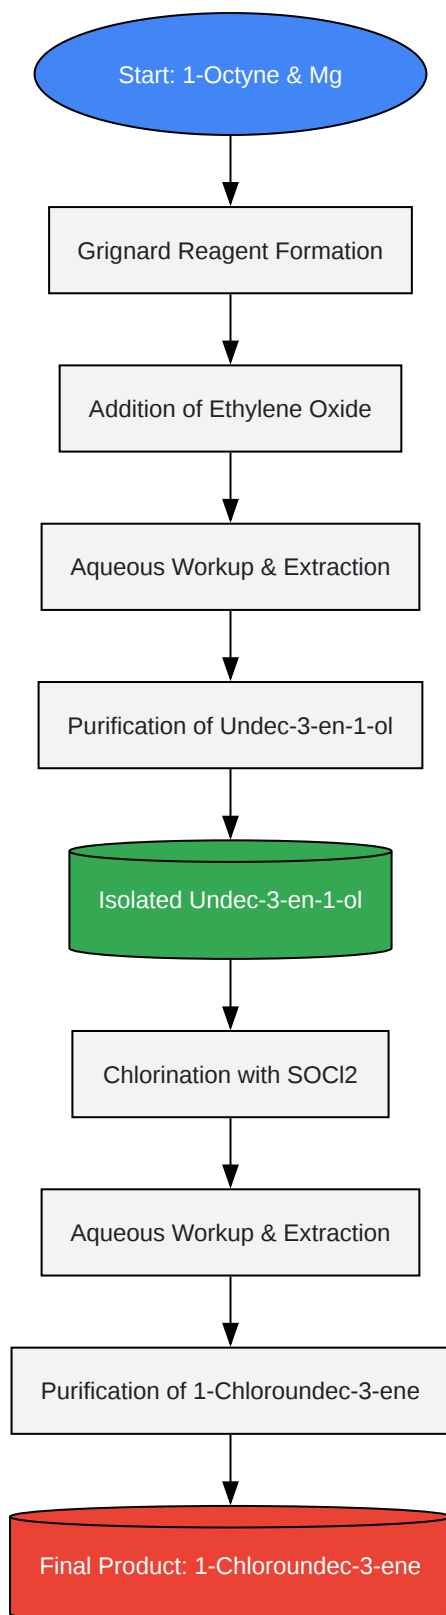 Start: 1-Octyne & Mg
Grignard Reagent Formation
Addition of Ethylene Oxide
Aqueous Workup & Extraction
Purification of Undec-3-en-1-ol
Isolated Undec-3-en-1-ol
Chlorination with SOCl2
Aqueous Workup & Extraction
Purification of 1-Chloroundec-3-ene
Final Product: 1-Chloroundec-3-ene